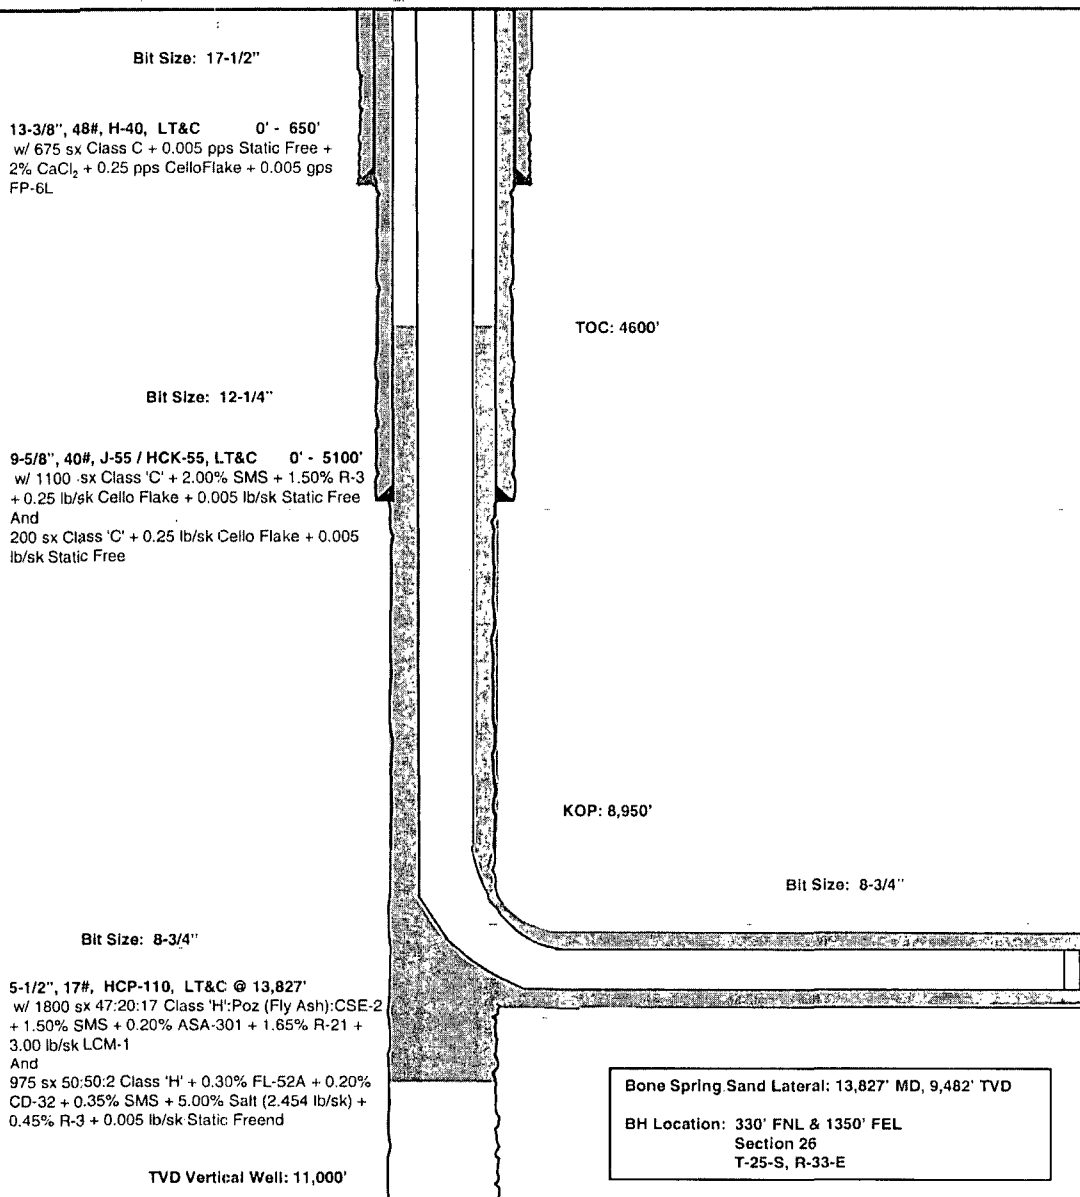 Bit Size: 17-1/2"
13-3/8", 48#, H-40, LT&C 0' - 650'
w/ 675 sx Class C + 0.005 pps Static Free +
2% CaCl₂ + 0.25 pps CelloFlake + 0.005 gps
FP-6L
TOC: 4600'
Bit Size: 12-1/4"
9-5/8", 40#, J-55 / HCK-55, LT&C 0' - 5100'
w/ 1100 sx Class 'C' + 2.00% SMS + 1.50% R-3
+ 0.25 lb/sk Cello Flake + 0.005 lb/sk Static Free
And
200 sx Class 'C' + 0.25 lb/sk Cello Flake + 0.005
lb/sk Static Free
KOP: 8,950'
Bit Size: 8-3/4"
Bit Size: 8-3/4"
5-1/2", 17#, HCP-110, LT&C @ 13,827'
w/ 1800 sx 47:20:17 Class 'H':Poz (Fly Ash):CSE-2
+ 1.50% SMS + 0.20% ASA-301 + 1.65% R-21 +
3.00 lb/sk LCM-1
And
975 sx 50:50:2 Class 'H' + 0.30% FL-52A + 0.20%
CD-32 + 0.35% SMS + 5.00% Salt (2.454 lb/sk) +
0.45% R-3 + 0.005 lb/sk Static Freend
TVD Vertical Well: 11,000'
Bone Spring Sand Lateral: 13,827' MD, 9,482' TVD
BH Location: 330' FNL & 1350' FEL
Section 26
T-25-S, R-33-E